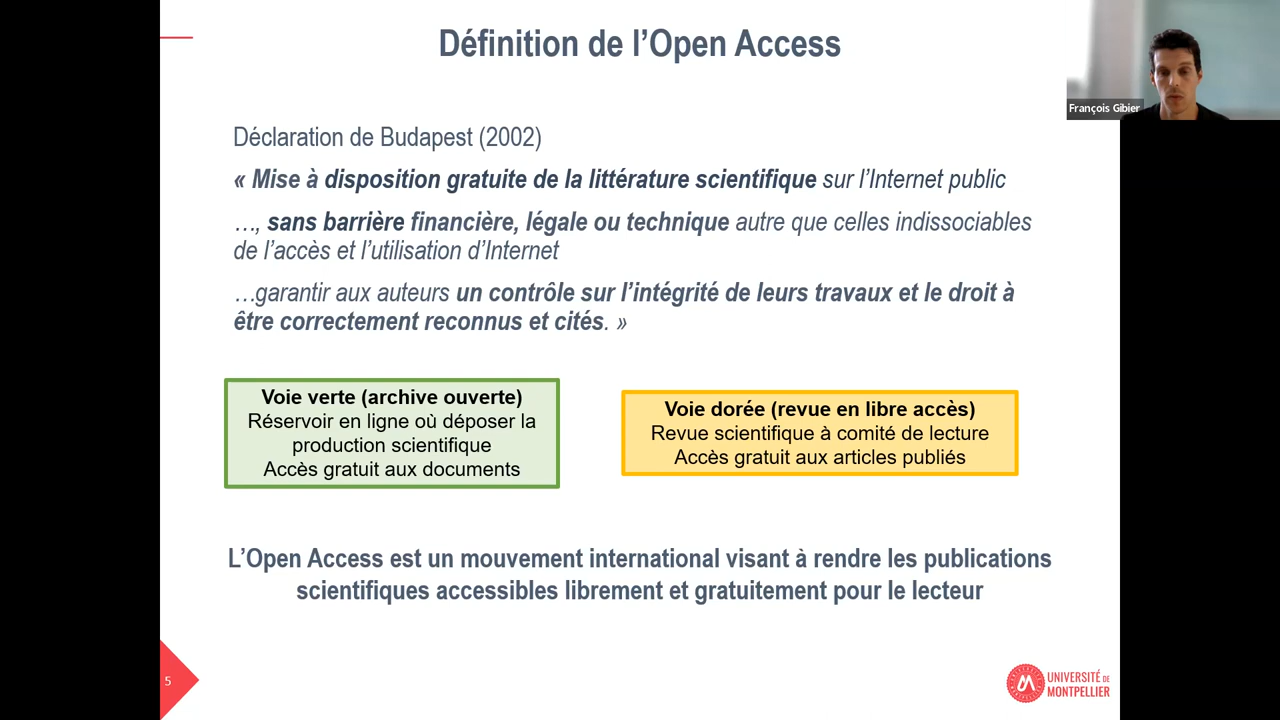 Définition de l’Open Access
François Gibier
Déclaration de Budapest (2002)
« Mise à disposition gratuite de la littérature scientifique sur l’Internet public
…, sans barrière financière, légale ou technique autre que celles indissociables
de l’accès et l’utilisation d’Internet
…garantir aux auteurs un contrôle sur l’intégrité de leurs travaux et le droit à
être correctement reconnus et cités. »
Voie verte (archive ouverte)
Réservoir en ligne où déposer la
production scientifique
Accès gratuit aux documents
Voie dorée (revue en libre accès)
Revue scientifique à comité de lecture
Accès gratuit aux articles publiés
L’Open Access est un mouvement international visant à rendre les publications
scientifiques accessibles librement et gratuitement pour le lecteur
5
UNIVERSITÉ DE
MONTPELLIER